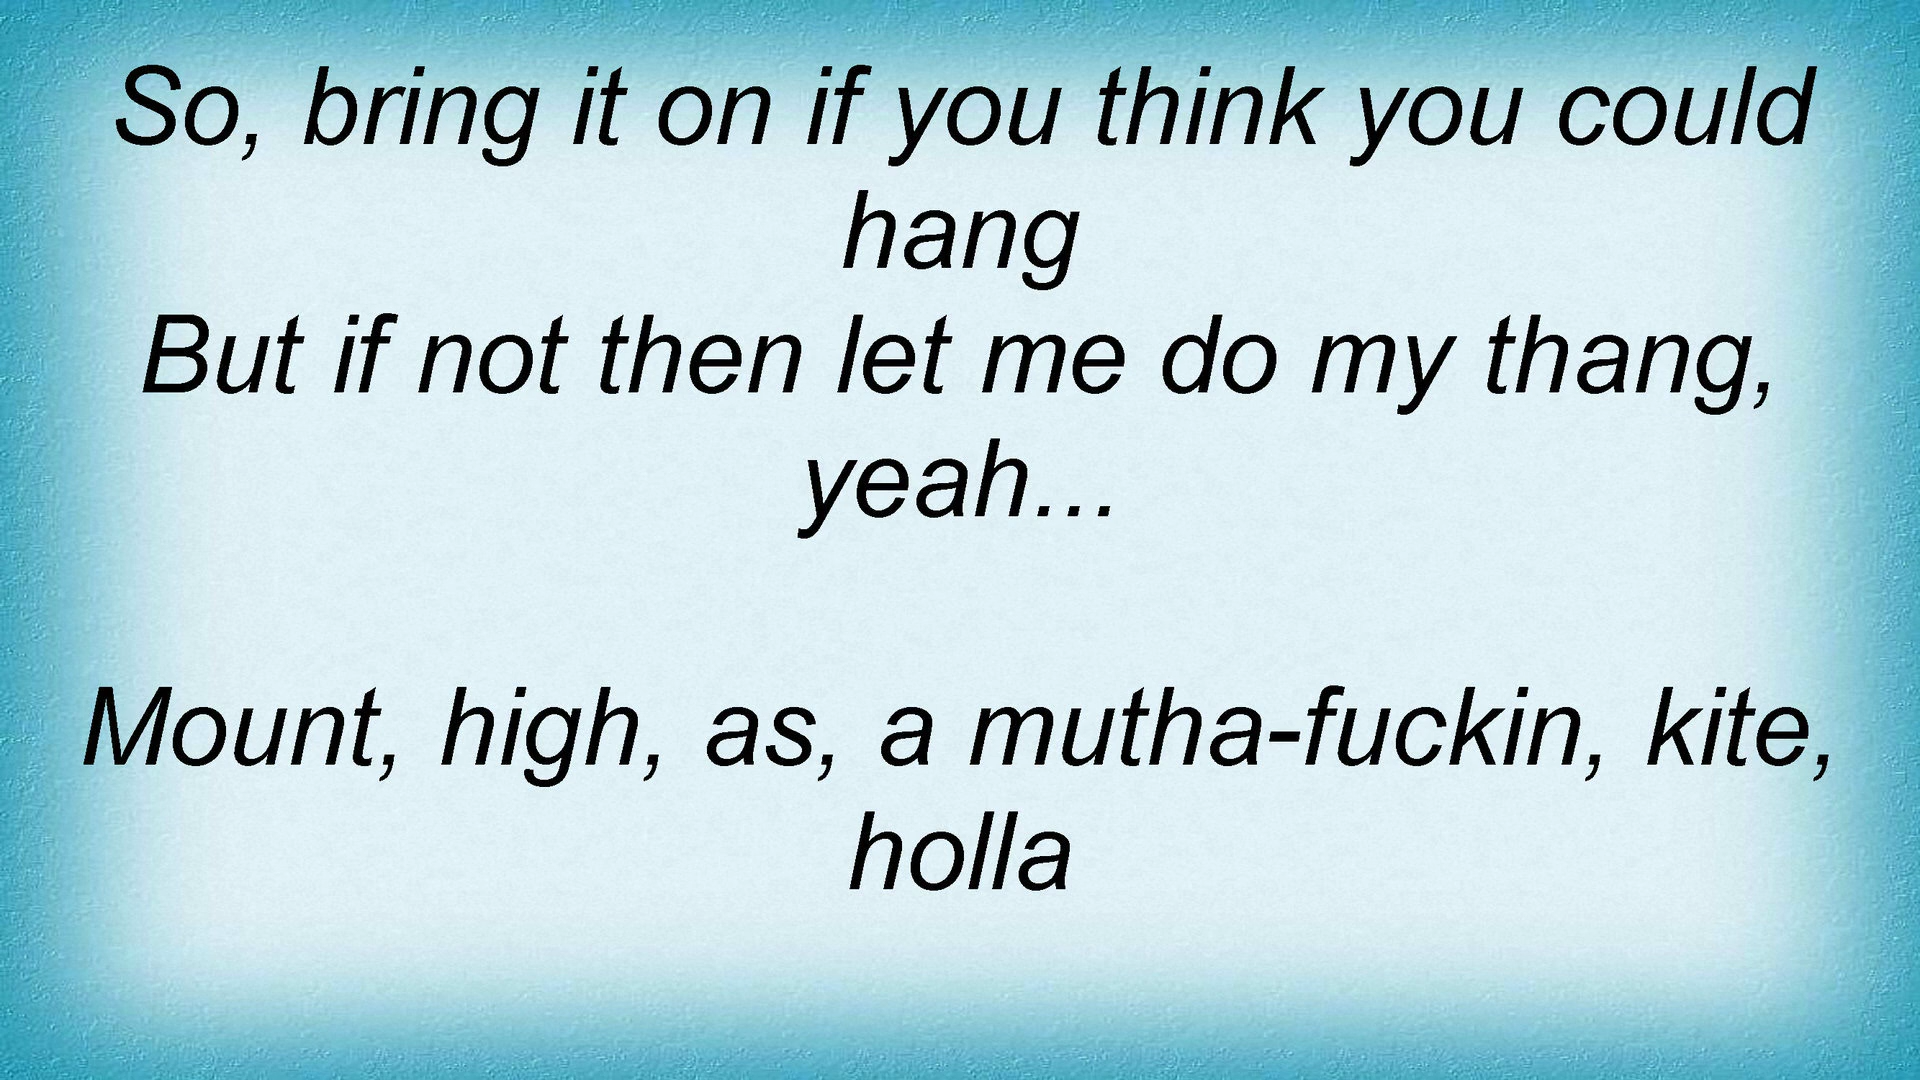 So, bring it on if you think you could
hang
But if not then let me do my thang,
yeah...
Mount, high, as, a mutha-fuckin, kite,
holla